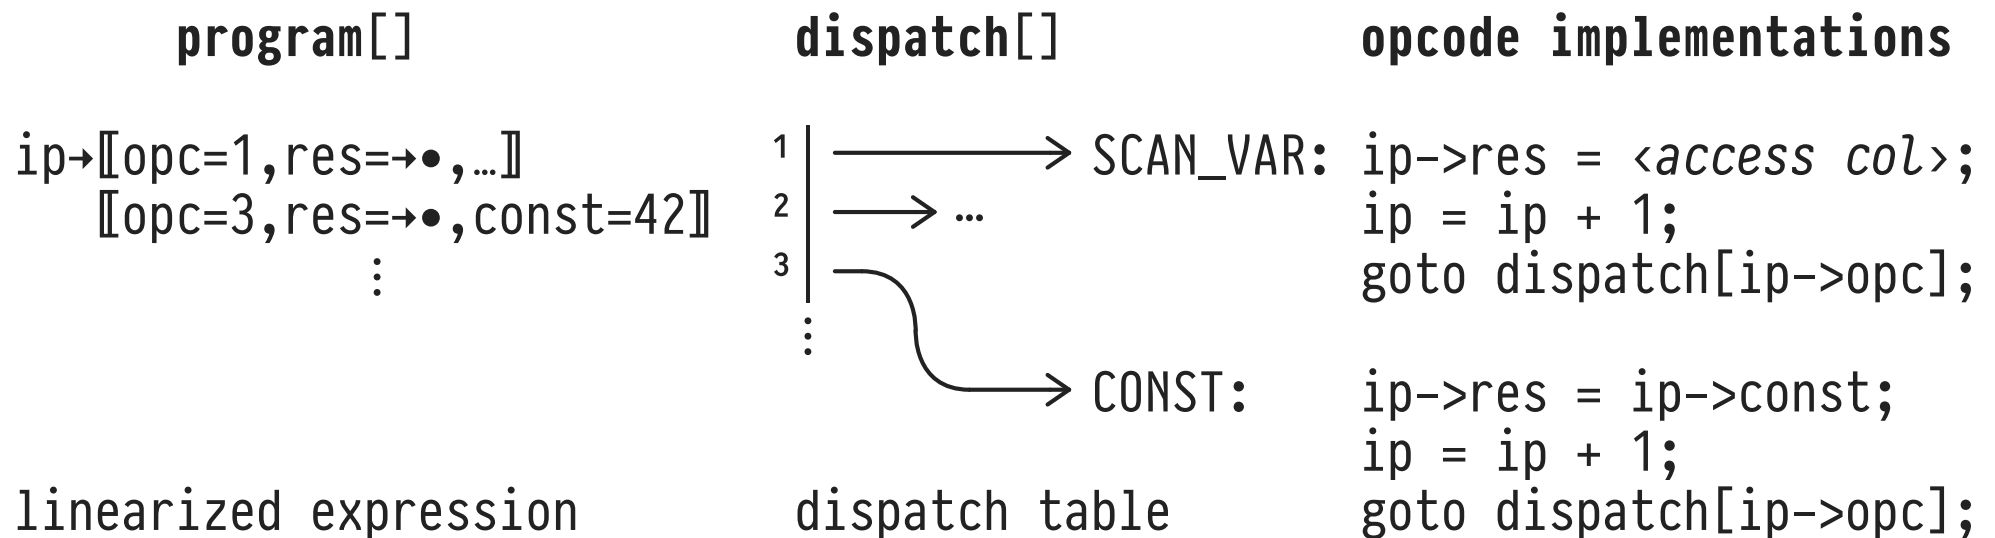 program[] dispatch[] opcode implementations
ip→⟦opc=1,res=→•,…⟧ 1 SCAN_VAR: ip->res = ‹access col›;
⟦opc=3,res=→•,const=42⟧ 2 … ip = ip + 1;
⋮ 3 goto dispatch[ip->opc];
⋮
CONST: ip->res = ip->const;
ip = ip + 1;
linearized expression dispatch table goto dispatch[ip->opc];